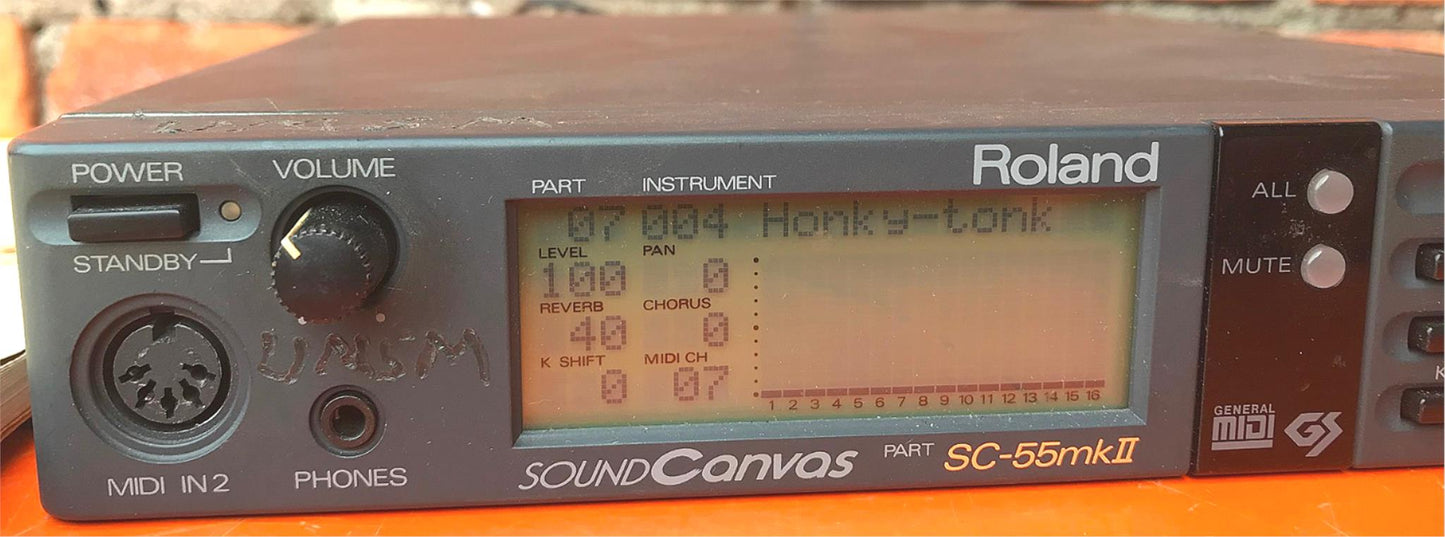 POWER
VOLUME
STANDBY
MIDI IN 2
PHONES
PART INSTRUMENT
Roland
07 004 Honky-tonk
LEVEL PAN
100 0
REVERB CHORUS
40 0
K SHIFT MIDI CH
0 07
1 2 3 4 5 6 7 8 9 10 11 12 13 14 15 16
PART
SOUND Canvas SC-55mkII
ALL
MUTE
GENERAL
MIDI GS
K